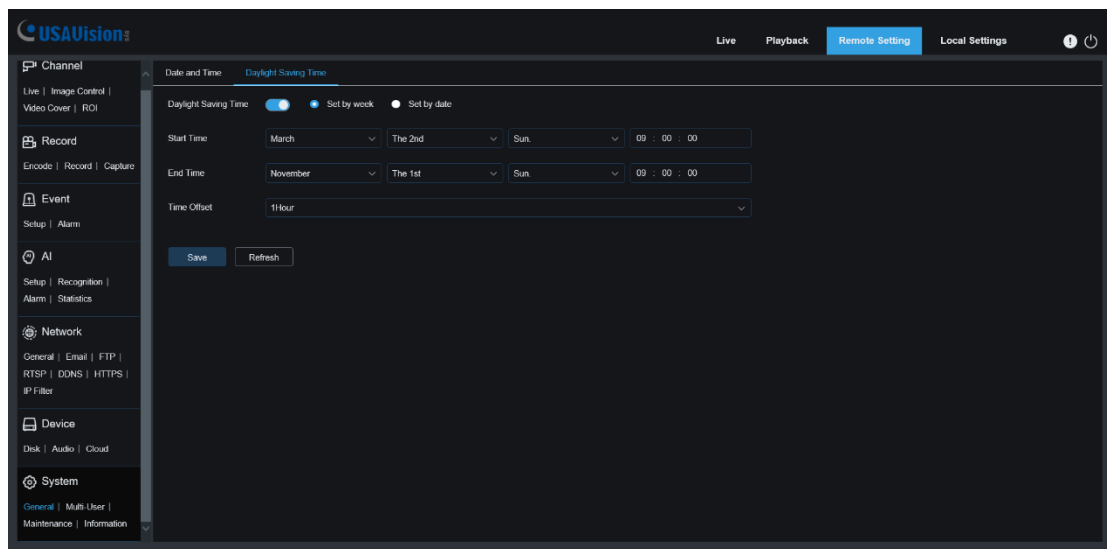 USAVision
Live Playback Remote Setting Local Settings
Channel
Live | Image Control |
Video Cover | ROI
Record
Encode | Record | Capture
Event
Setup | Alarm
AI
Setup | Recognition |
Alarm | Statistics
Network
General | Email | FTP |
RTSP | DDNS | HTTPS |
IP Filter
Device
Disk | Audio | Cloud
System
General | Multi-User |
Maintenance | Information
Date and Time Daylight Saving Time
Daylight Saving Time Set by week Set by date
Start Time March The 2nd Sun. 09 : 00 : 00
End Time November The 1st Sun. 09 : 00 : 00
Time Offset 1Hour
Save Refresh